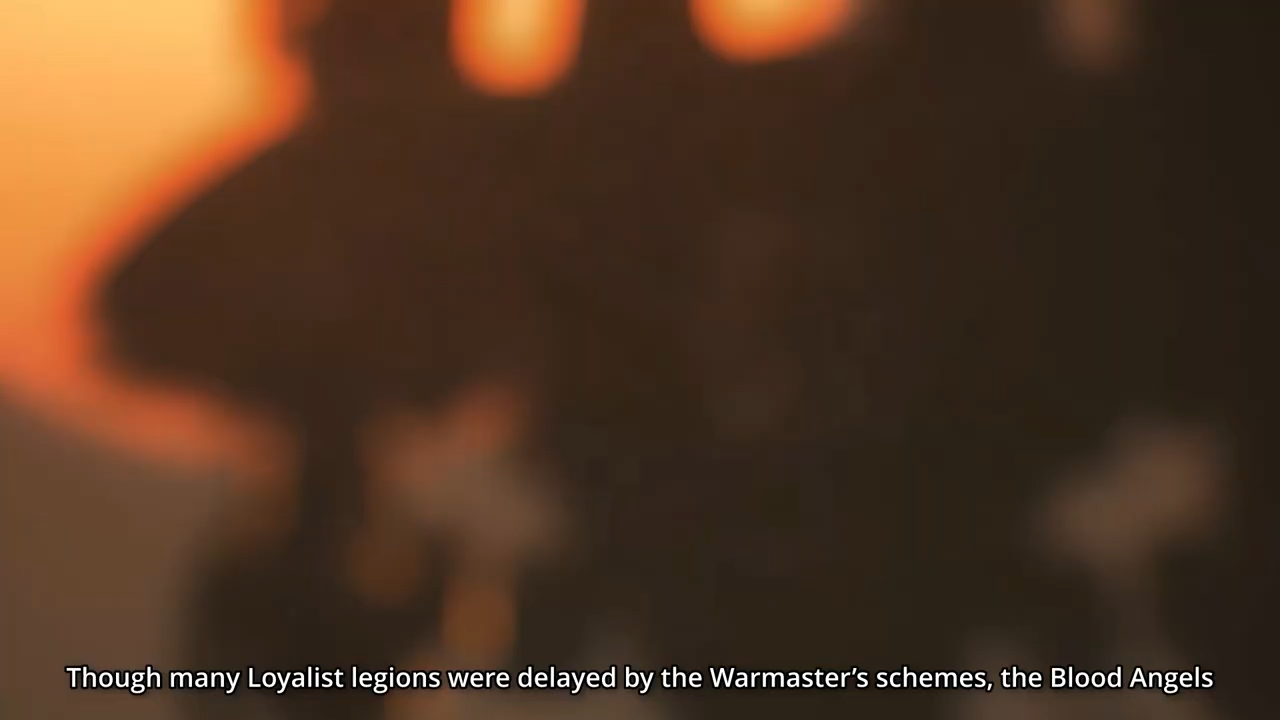 Though many Loyalist legions were delayed by the Warmaster’s schemes, the Blood Angels